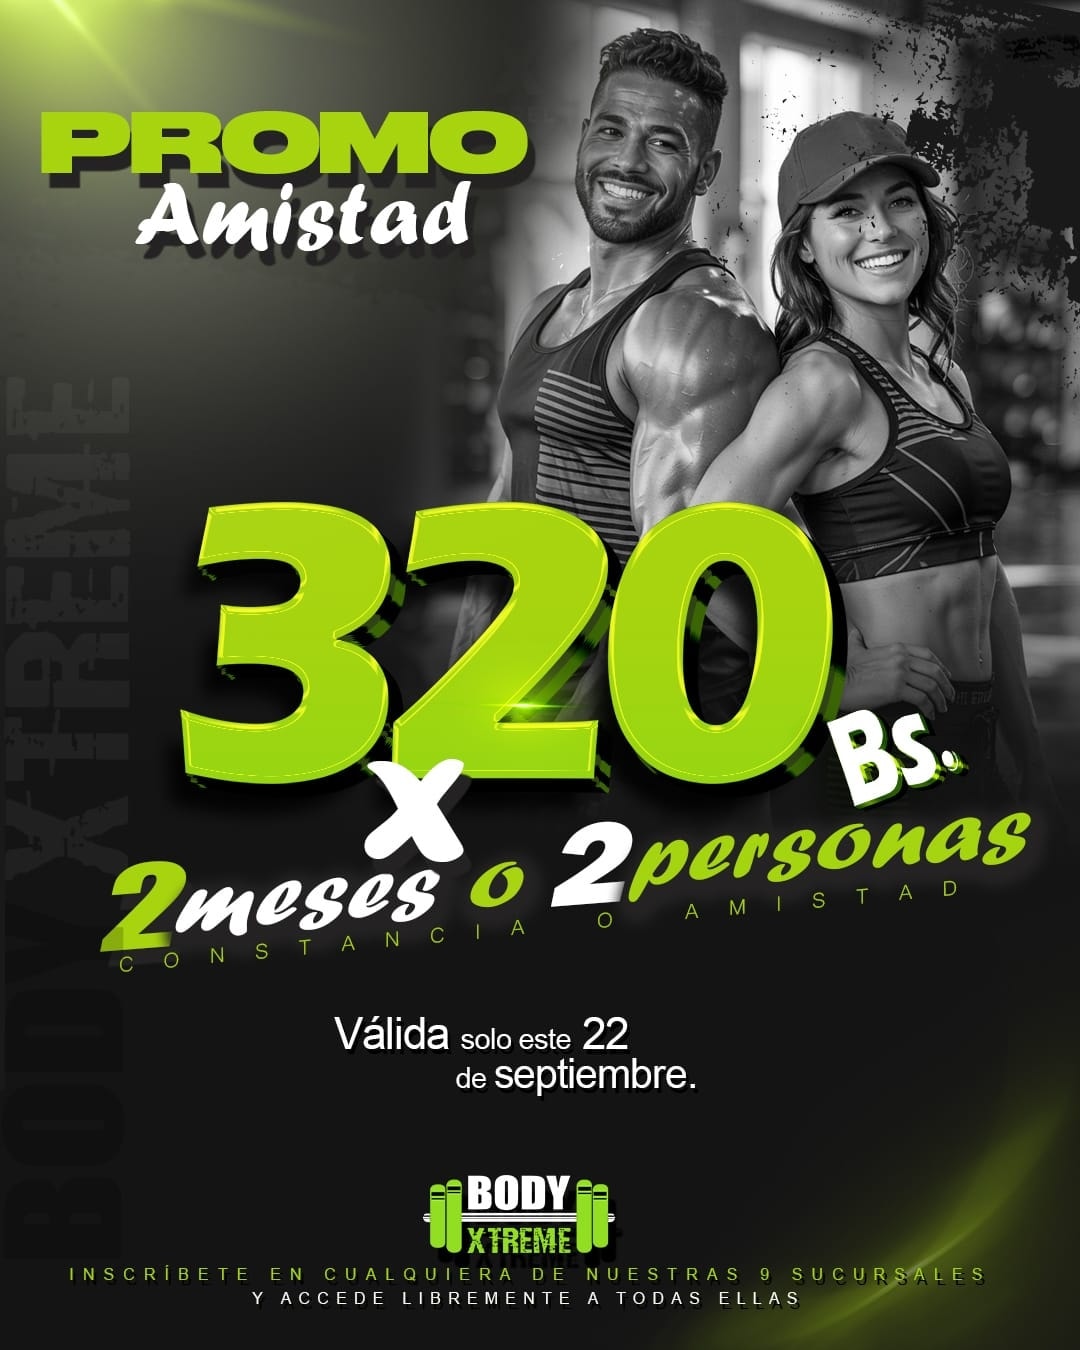 PROMO
Amistad
BODY XTREME
320
Bs.
x
2meses o 2personas
CONSTANCIA O AMISTAD
Válida solo este 22
de septiembre.
BODY
XTREME
INSCRÍBETE EN CUALQUIERA DE NUESTRAS 9 SUCURSALES
Y ACCEDE LIBREMENTE A TODAS ELLAS